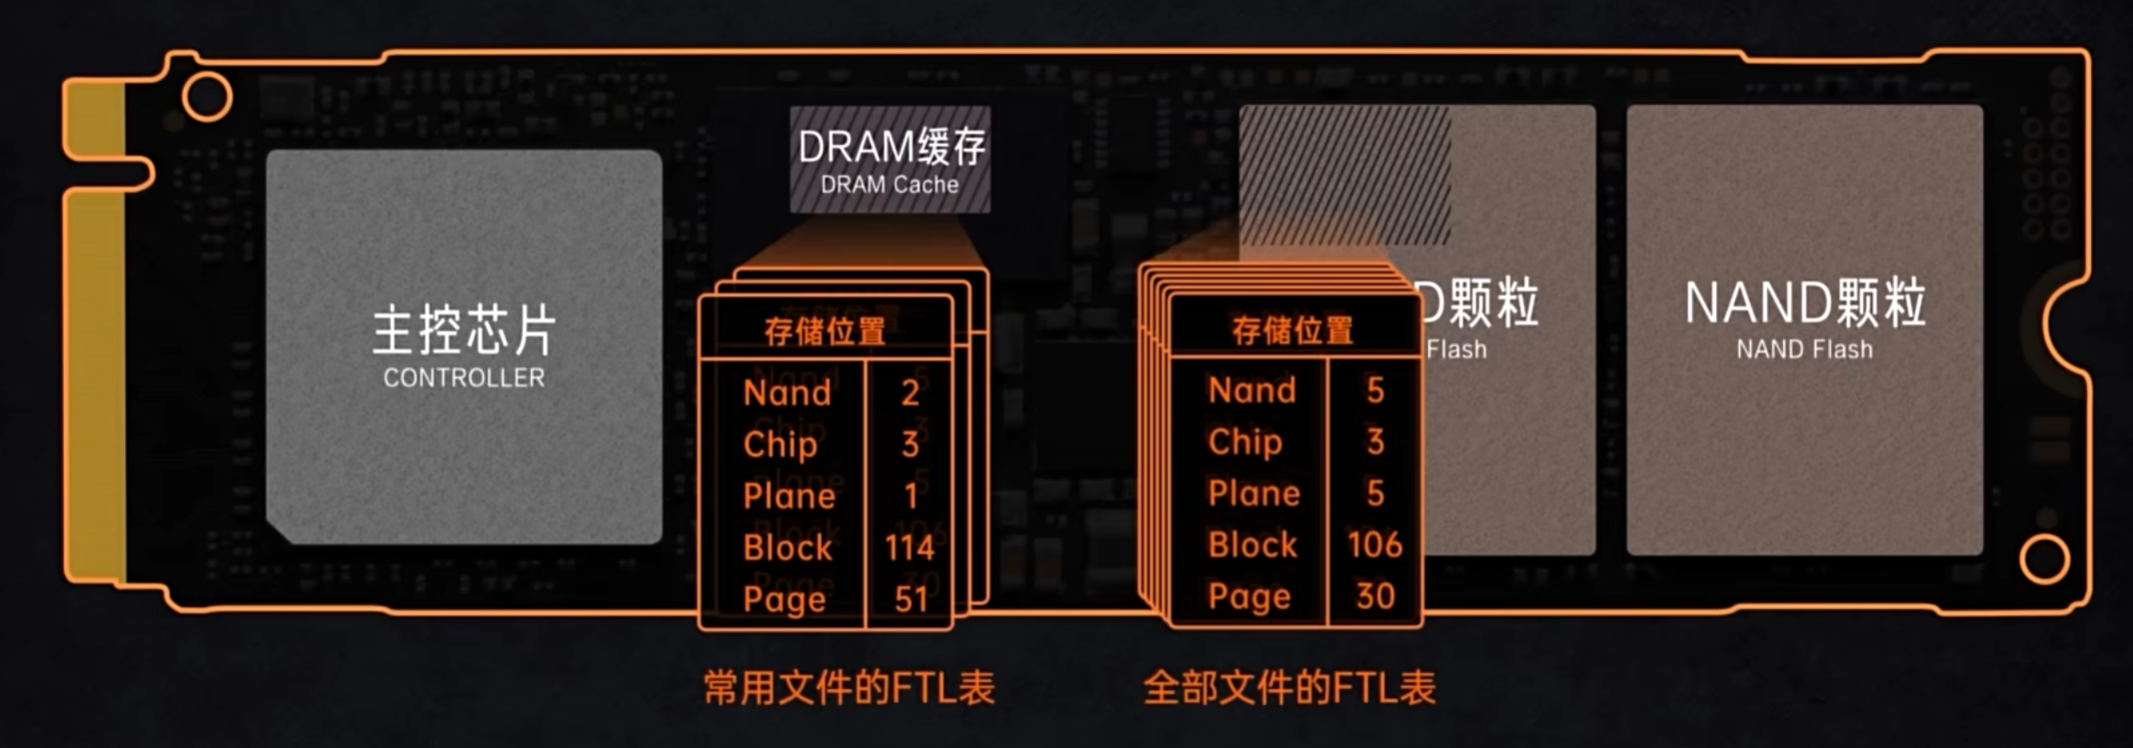 主控芯片
CONTROLLER
DRAM缓存
DRAM Cache
存储位置
Nand 2
Chip 3
Plane 1
Block 114
Page 51
常用文件的FTL表
存储位置
Nand 5
Chip 3
Plane 5
Block 106
Page 30
全部文件的FTL表
D颗粒
Flash
NAND颗粒
NAND Flash